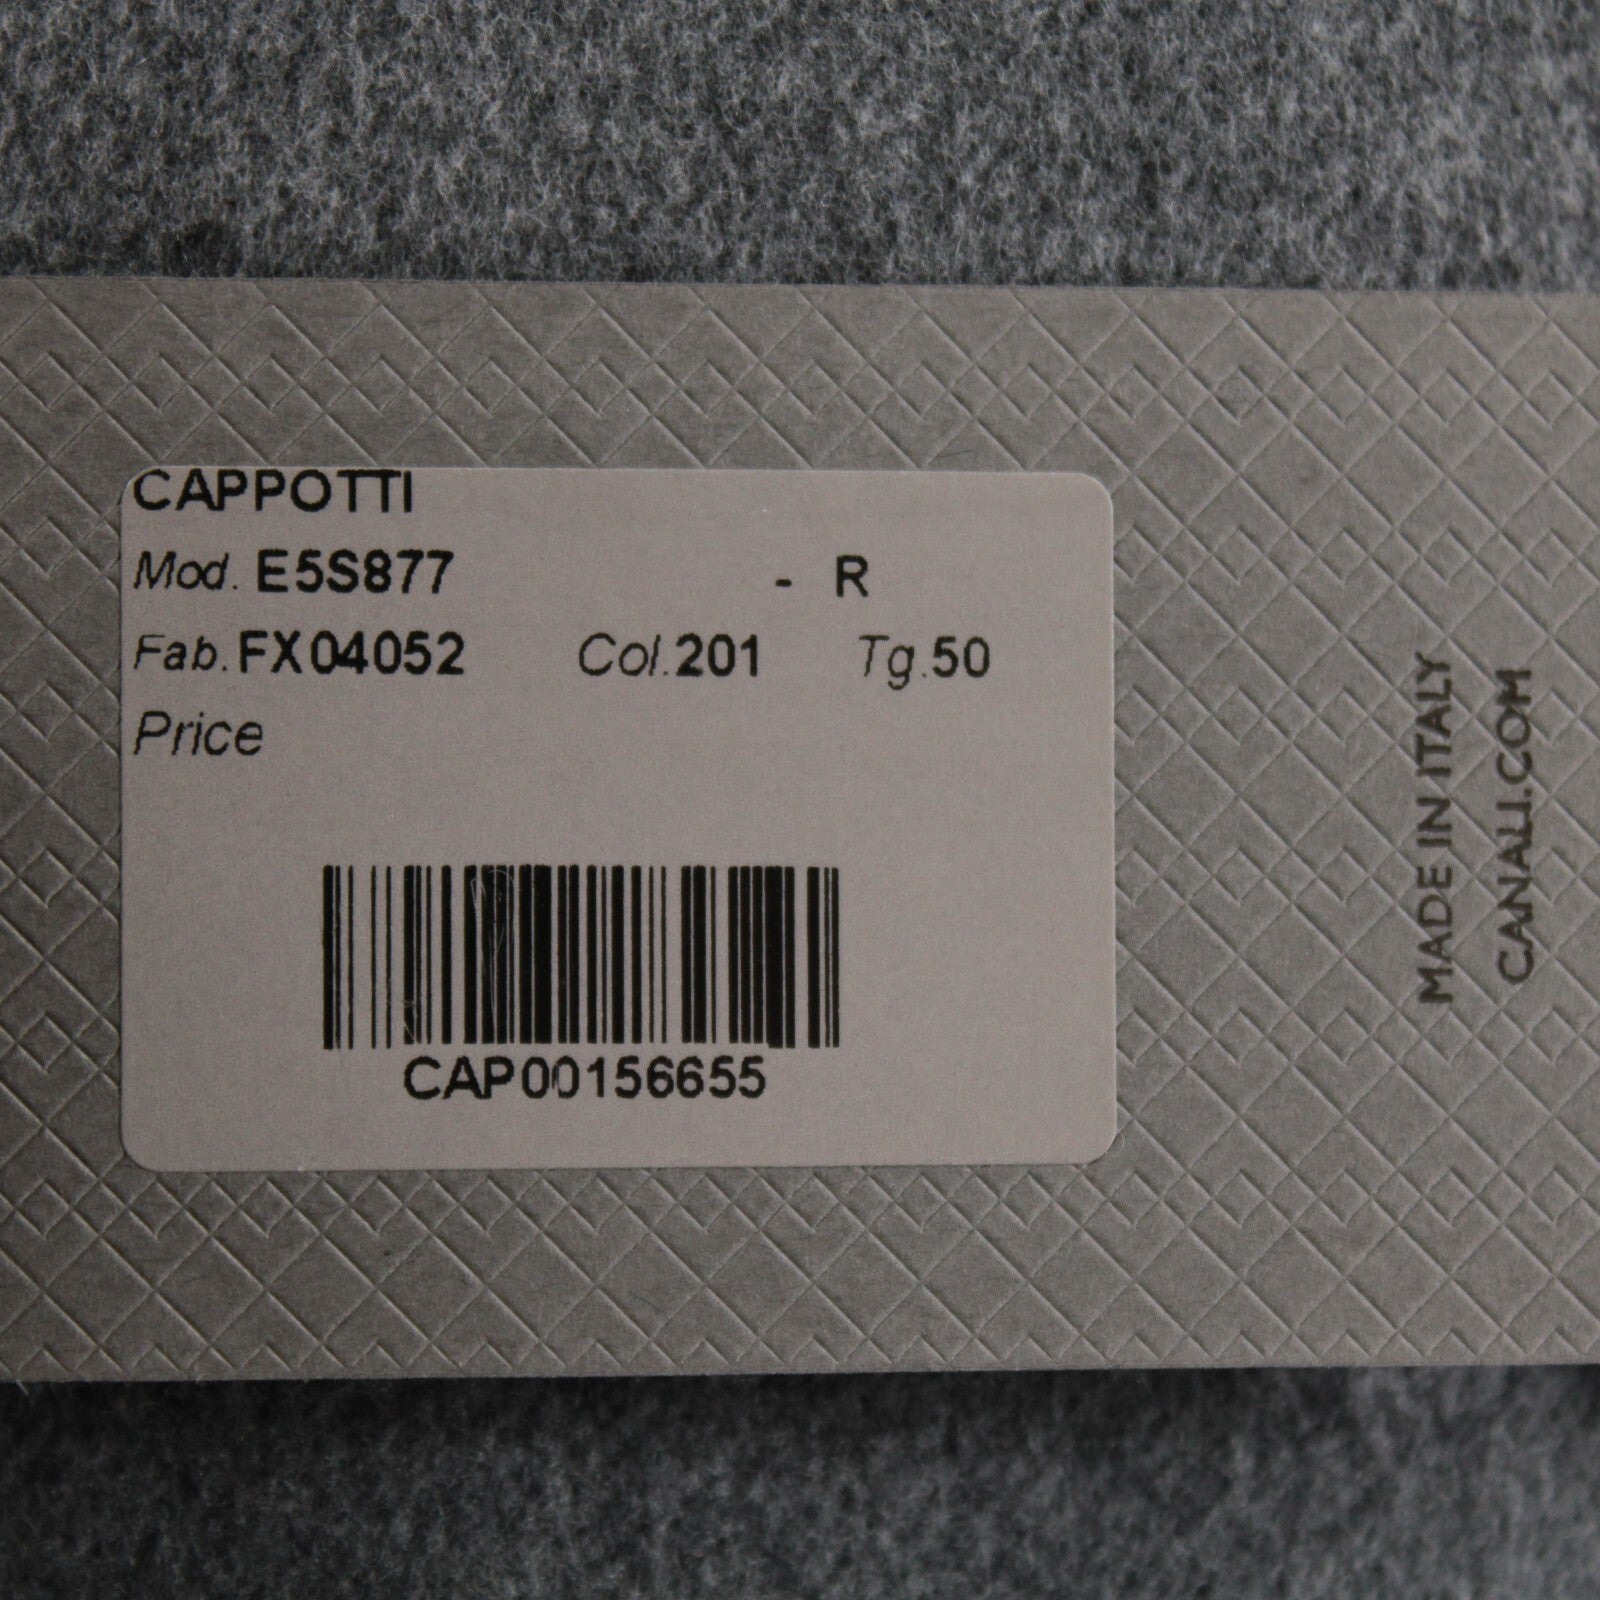 CAPPOTTI
Mod. E5S877 - R
Fab. FX04052 Col. 201 Tg. 50
Price
CAP00156655
MADE IN ITALY
CANALI.COM